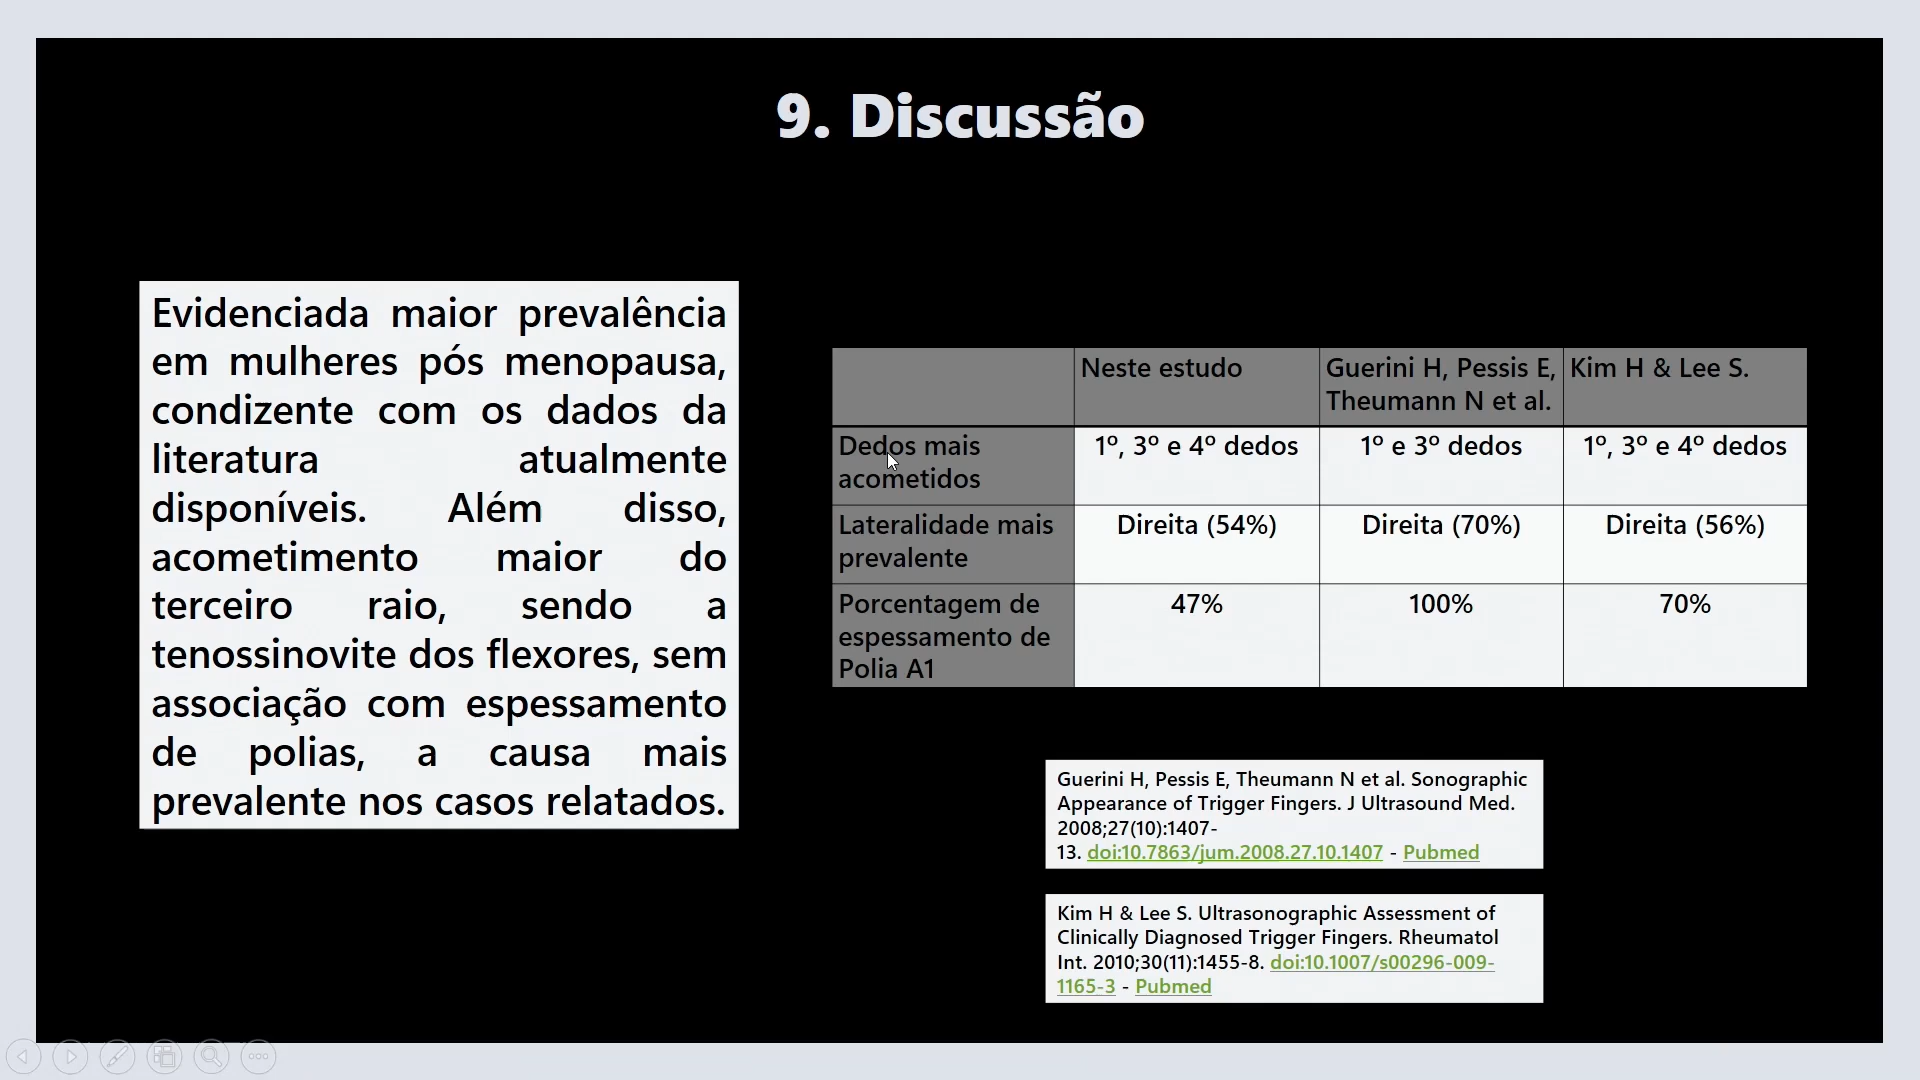 9. Discussão
Evidenciada maior prevalência
em mulheres pós menopausa,
condizente com os dados da
literatura atualmente
disponíveis. Além disso,
acometimento maior do
terceiro raio, sendo a
tenossinovite dos flexores, sem
associação com espessamento
de polias, a causa mais
prevalente nos casos relatados.
Neste estudo
Guerini H, Pessis E,
Theumann N et al.
Kim H & Lee S.
Dedos mais
acometidos
1º, 3º e 4º dedos
1º e 3º dedos
1º, 3º e 4º dedos
Lateralidade mais
prevalente
Direita (54%)
Direita (70%)
Direita (56%)
Porcentagem de
espessamento de
Polia A1
47%
100%
70%
Guerini H, Pessis E, Theumann N et al. Sonographic
Appearance of Trigger Fingers. J Ultrasound Med.
2008;27(10):1407-
13. doi:10.7863/jum.2008.27.10.1407 - Pubmed
Kim H & Lee S. Ultrasonographic Assessment of
Clinically Diagnosed Trigger Fingers. Rheumatol
Int. 2010;30(11):1455-8. doi:10.1007/s00296-009-
1165-3 - Pubmed